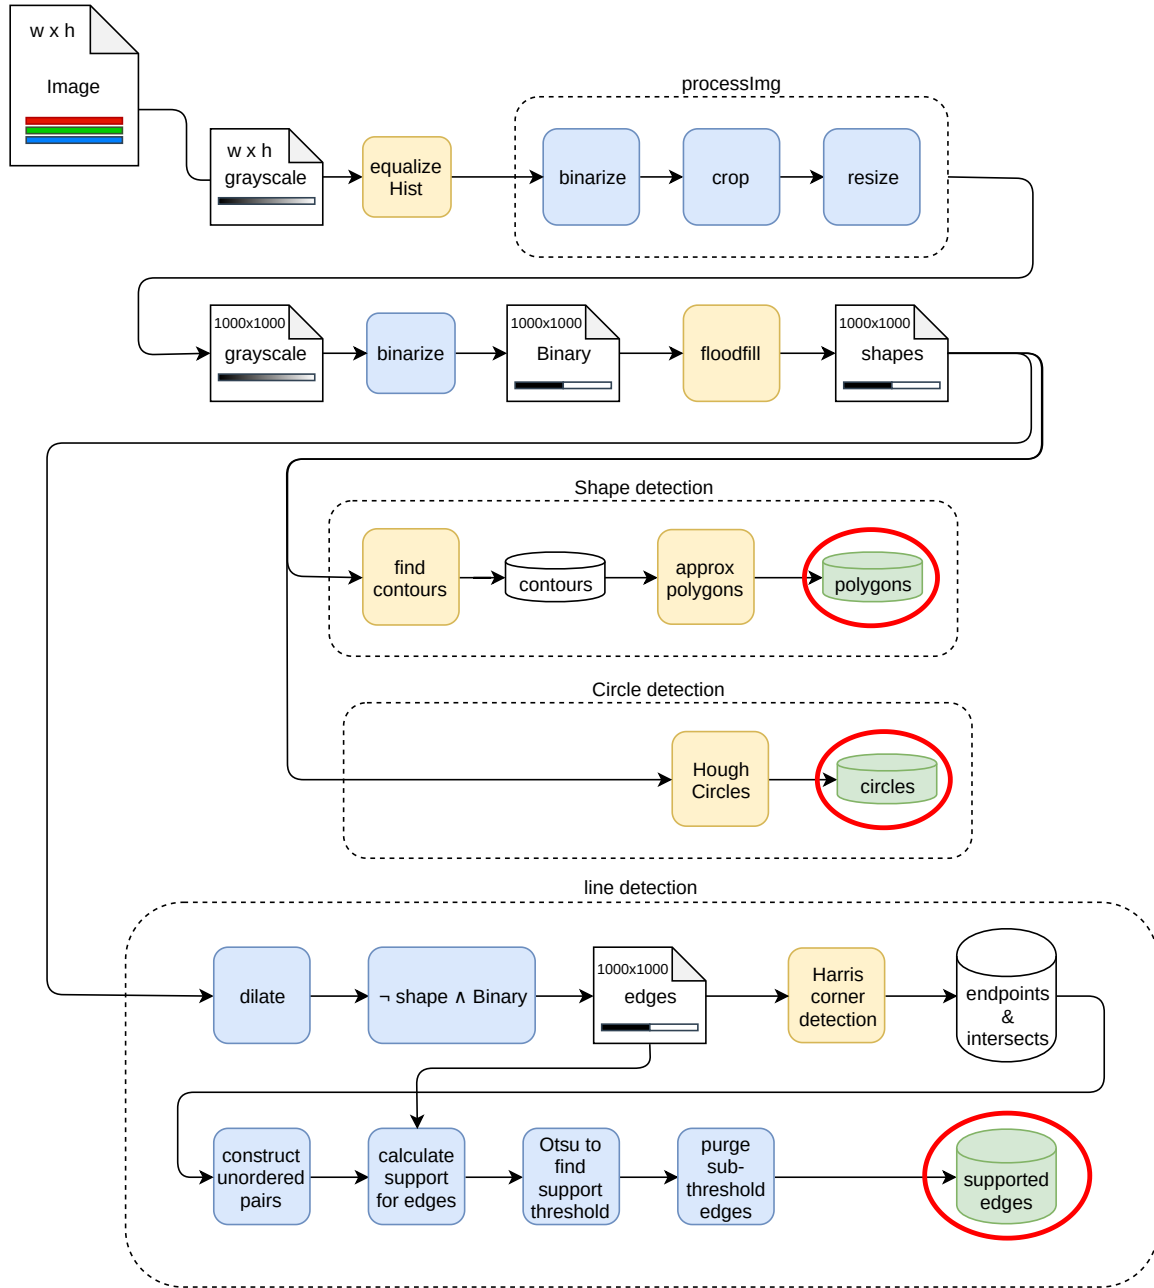 w x h
Image
processImg
w x h
grayscale
equalize
Hist
binarize
crop
resize
1000x1000
grayscale
binarize
1000x1000
Binary
floodfill
1000x1000
shapes
Shape detection
find
contours
contours
approx
polygons
polygons
Circle detection
Hough
Circles
circles
line detection
dilate
¬ shape ∧ Binary
1000x1000
edges
Harris
corner
detection
endpoints
&
intersects
construct
unordered
pairs
calculate
support
for edges
Otsu to
find
support
threshold
purge
sub-
threshold
edges
supported
edges